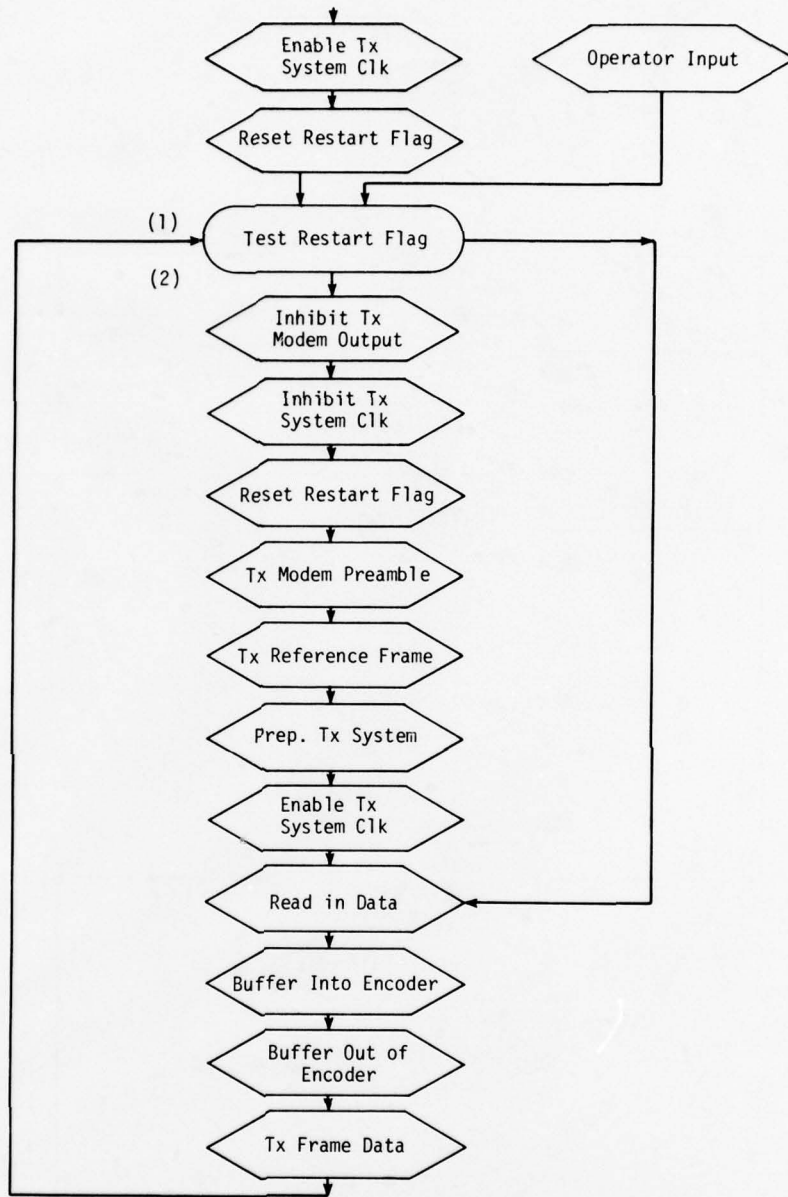 Enable Tx
System Clk
Operator Input
Reset Restart Flag
(1)
Test Restart Flag
(2)
Inhibit Tx
Modem Output
Inhibit Tx
System Clk
Reset Restart Flag
Tx Modem Preamble
Tx Reference Frame
Prep. Tx System
Enable Tx
System Clk
Read in Data
Buffer Into Encoder
Buffer Out of
Encoder
Tx Frame Data